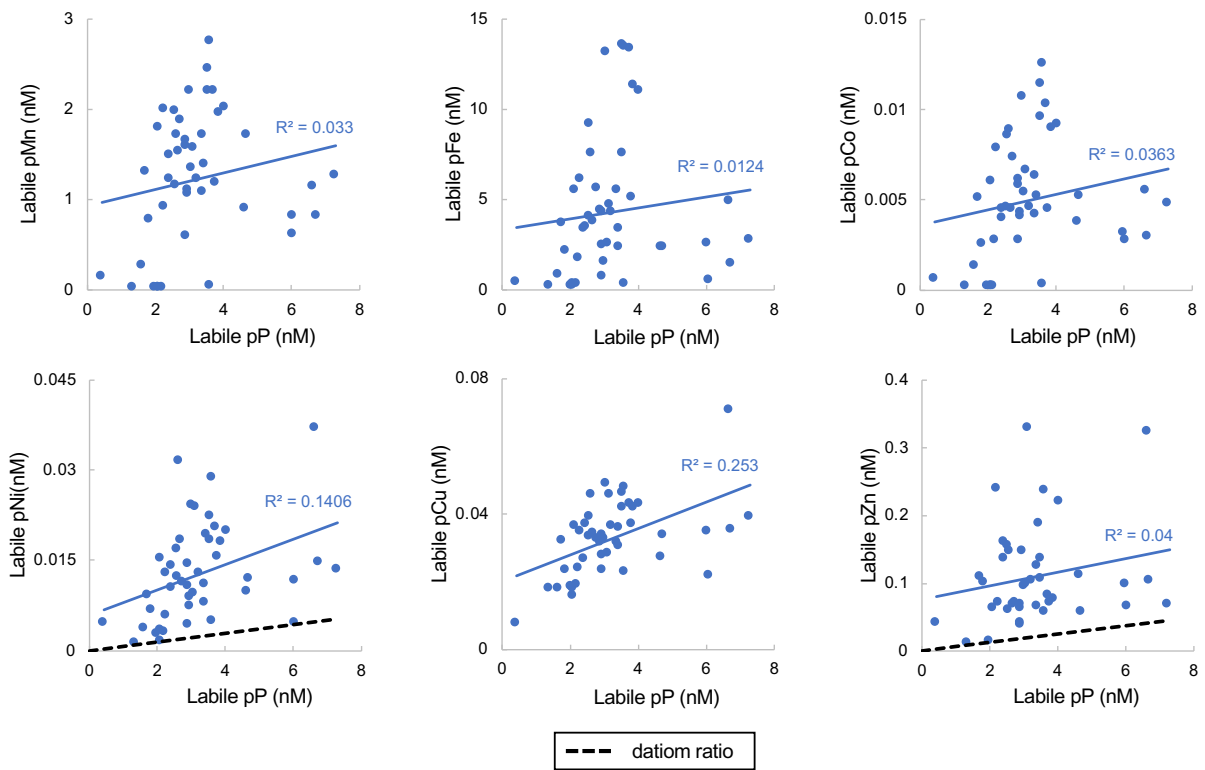 3
2
1
0
0 2 4 6 8
Labile pMn (nM)
R² = 0.033
Labile pP (nM)
15
10
5
0
0 2 4 6 8
Labile pFe (nM)
R² = 0.0124
Labile pP (nM)
0.015
0.01
0.005
0
0 2 4 6 8
Labile pCo (nM)
R² = 0.0363
Labile pP (nM)
0.045
0.03
0.015
0
0 2 4 6 8
Labile pNi(nM)
R² = 0.1406
Labile pP (nM)
0.08
0.04
0
0 2 4 6 8
Labile pCu (nM)
R² = 0.253
Labile pP (nM)
0.4
0.3
0.2
0.1
0
0 2 4 6 8
Labile pZn (nM)
R² = 0.04
Labile pP (nM)
datiom ratio